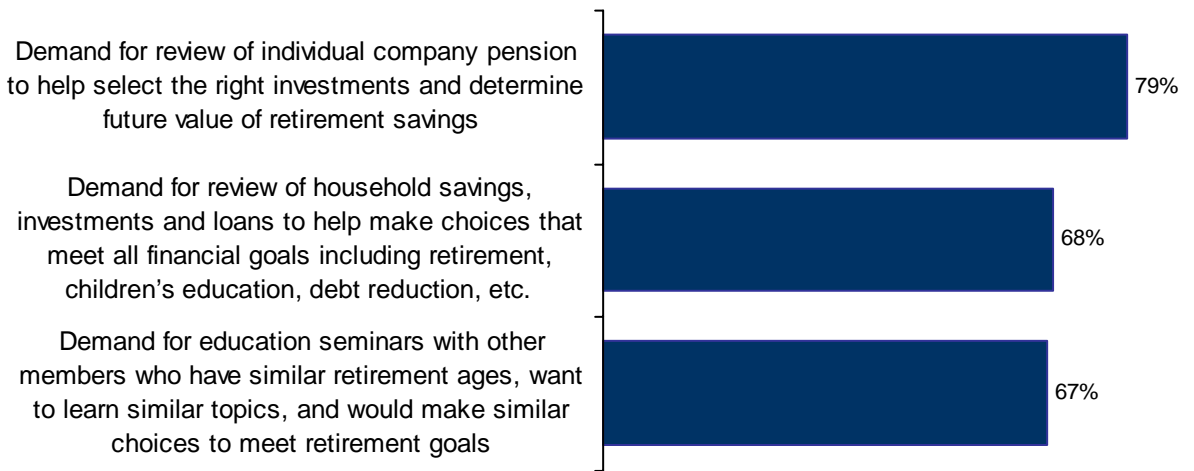 Demand for review of individual company pension
to help select the right investments and determine
future value of retirement savings
79%
Demand for review of household savings,
investments and loans to help make choices that
meet all financial goals including retirement,
children’s education, debt reduction, etc.
68%
Demand for education seminars with other
members who have similar retirement ages, want
to learn similar topics, and would make similar
choices to meet retirement goals
67%